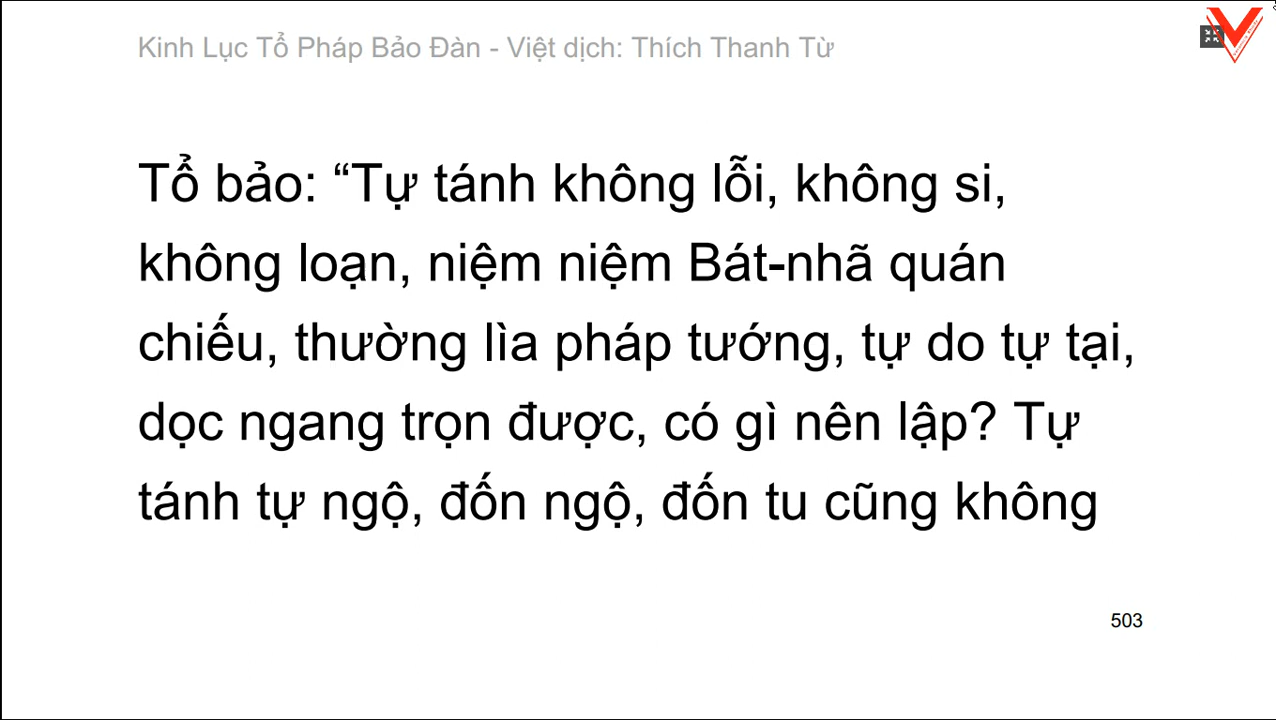 Kinh Lục Tổ Pháp Bảo Đàn - Việt dịch: Thích Thanh Từ
Tổ bảo: “Tự tánh không lỗi, không si,
không loạn, niệm niệm Bát-nhã quán
chiếu, thường lìa pháp tướng, tự do tự tại,
dọc ngang trọn được, có gì nên lập? Tự
tánh tự ngộ, đốn ngộ, đốn tu cũng không
503